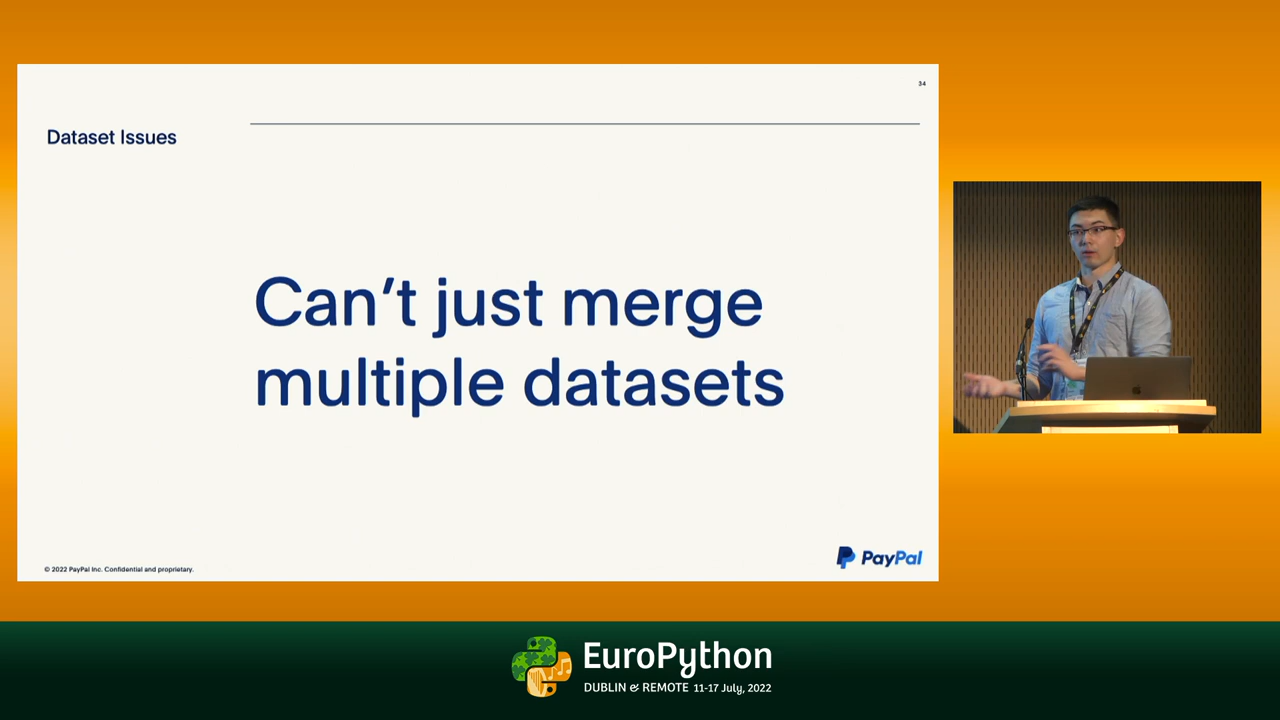 34
Dataset Issues
Can't just merge
multiple datasets
© 2022 PayPal Inc. Confidential and proprietary.
PayPal
EuroPython
DUBLIN & REMOTE 11-17 July, 2022